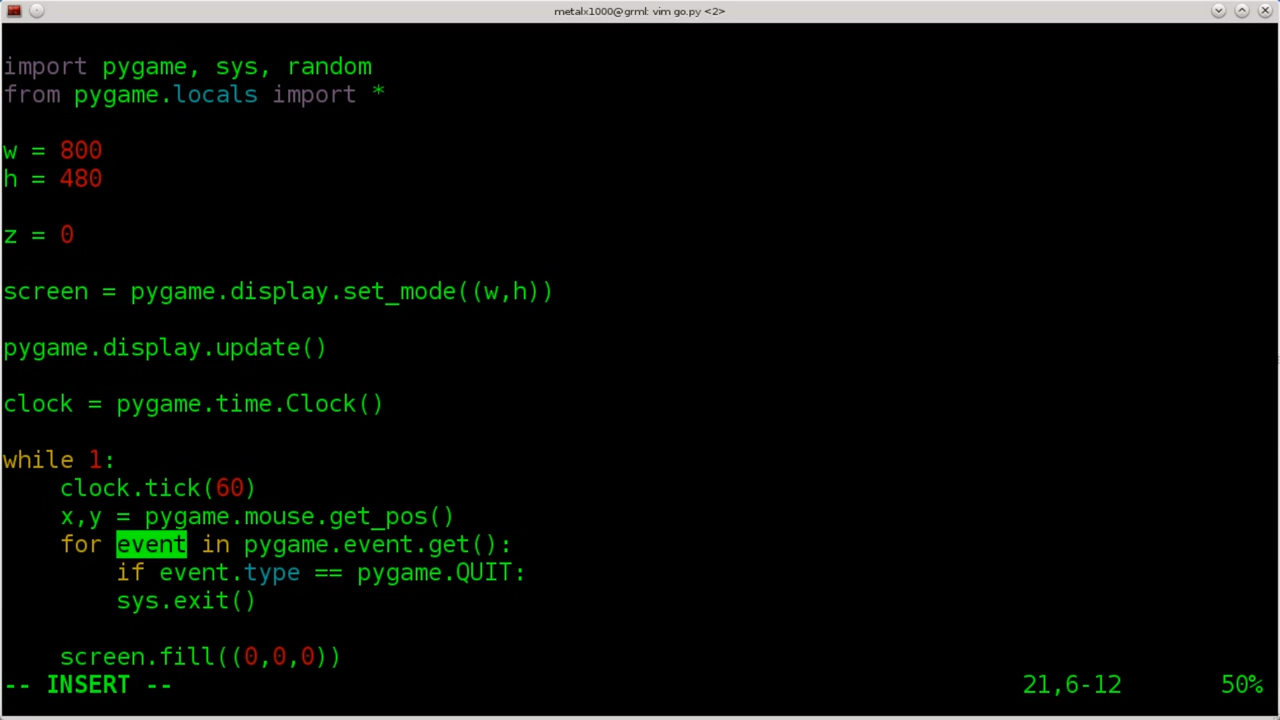 metalx1000@grml: vim go.py <2>
import pygame, sys, random
from pygame.locals import *
w = 800
h = 480
z = 0
screen = pygame.display.set_mode((w,h))
pygame.display.update()
clock = pygame.time.Clock()
while 1:
    clock.tick(60)
    x,y = pygame.mouse.get_pos()
    for event in pygame.event.get():
        if event.type == pygame.QUIT:
        sys.exit()
    screen.fill((0,0,0))
-- INSERT -- 21,6-12 50%